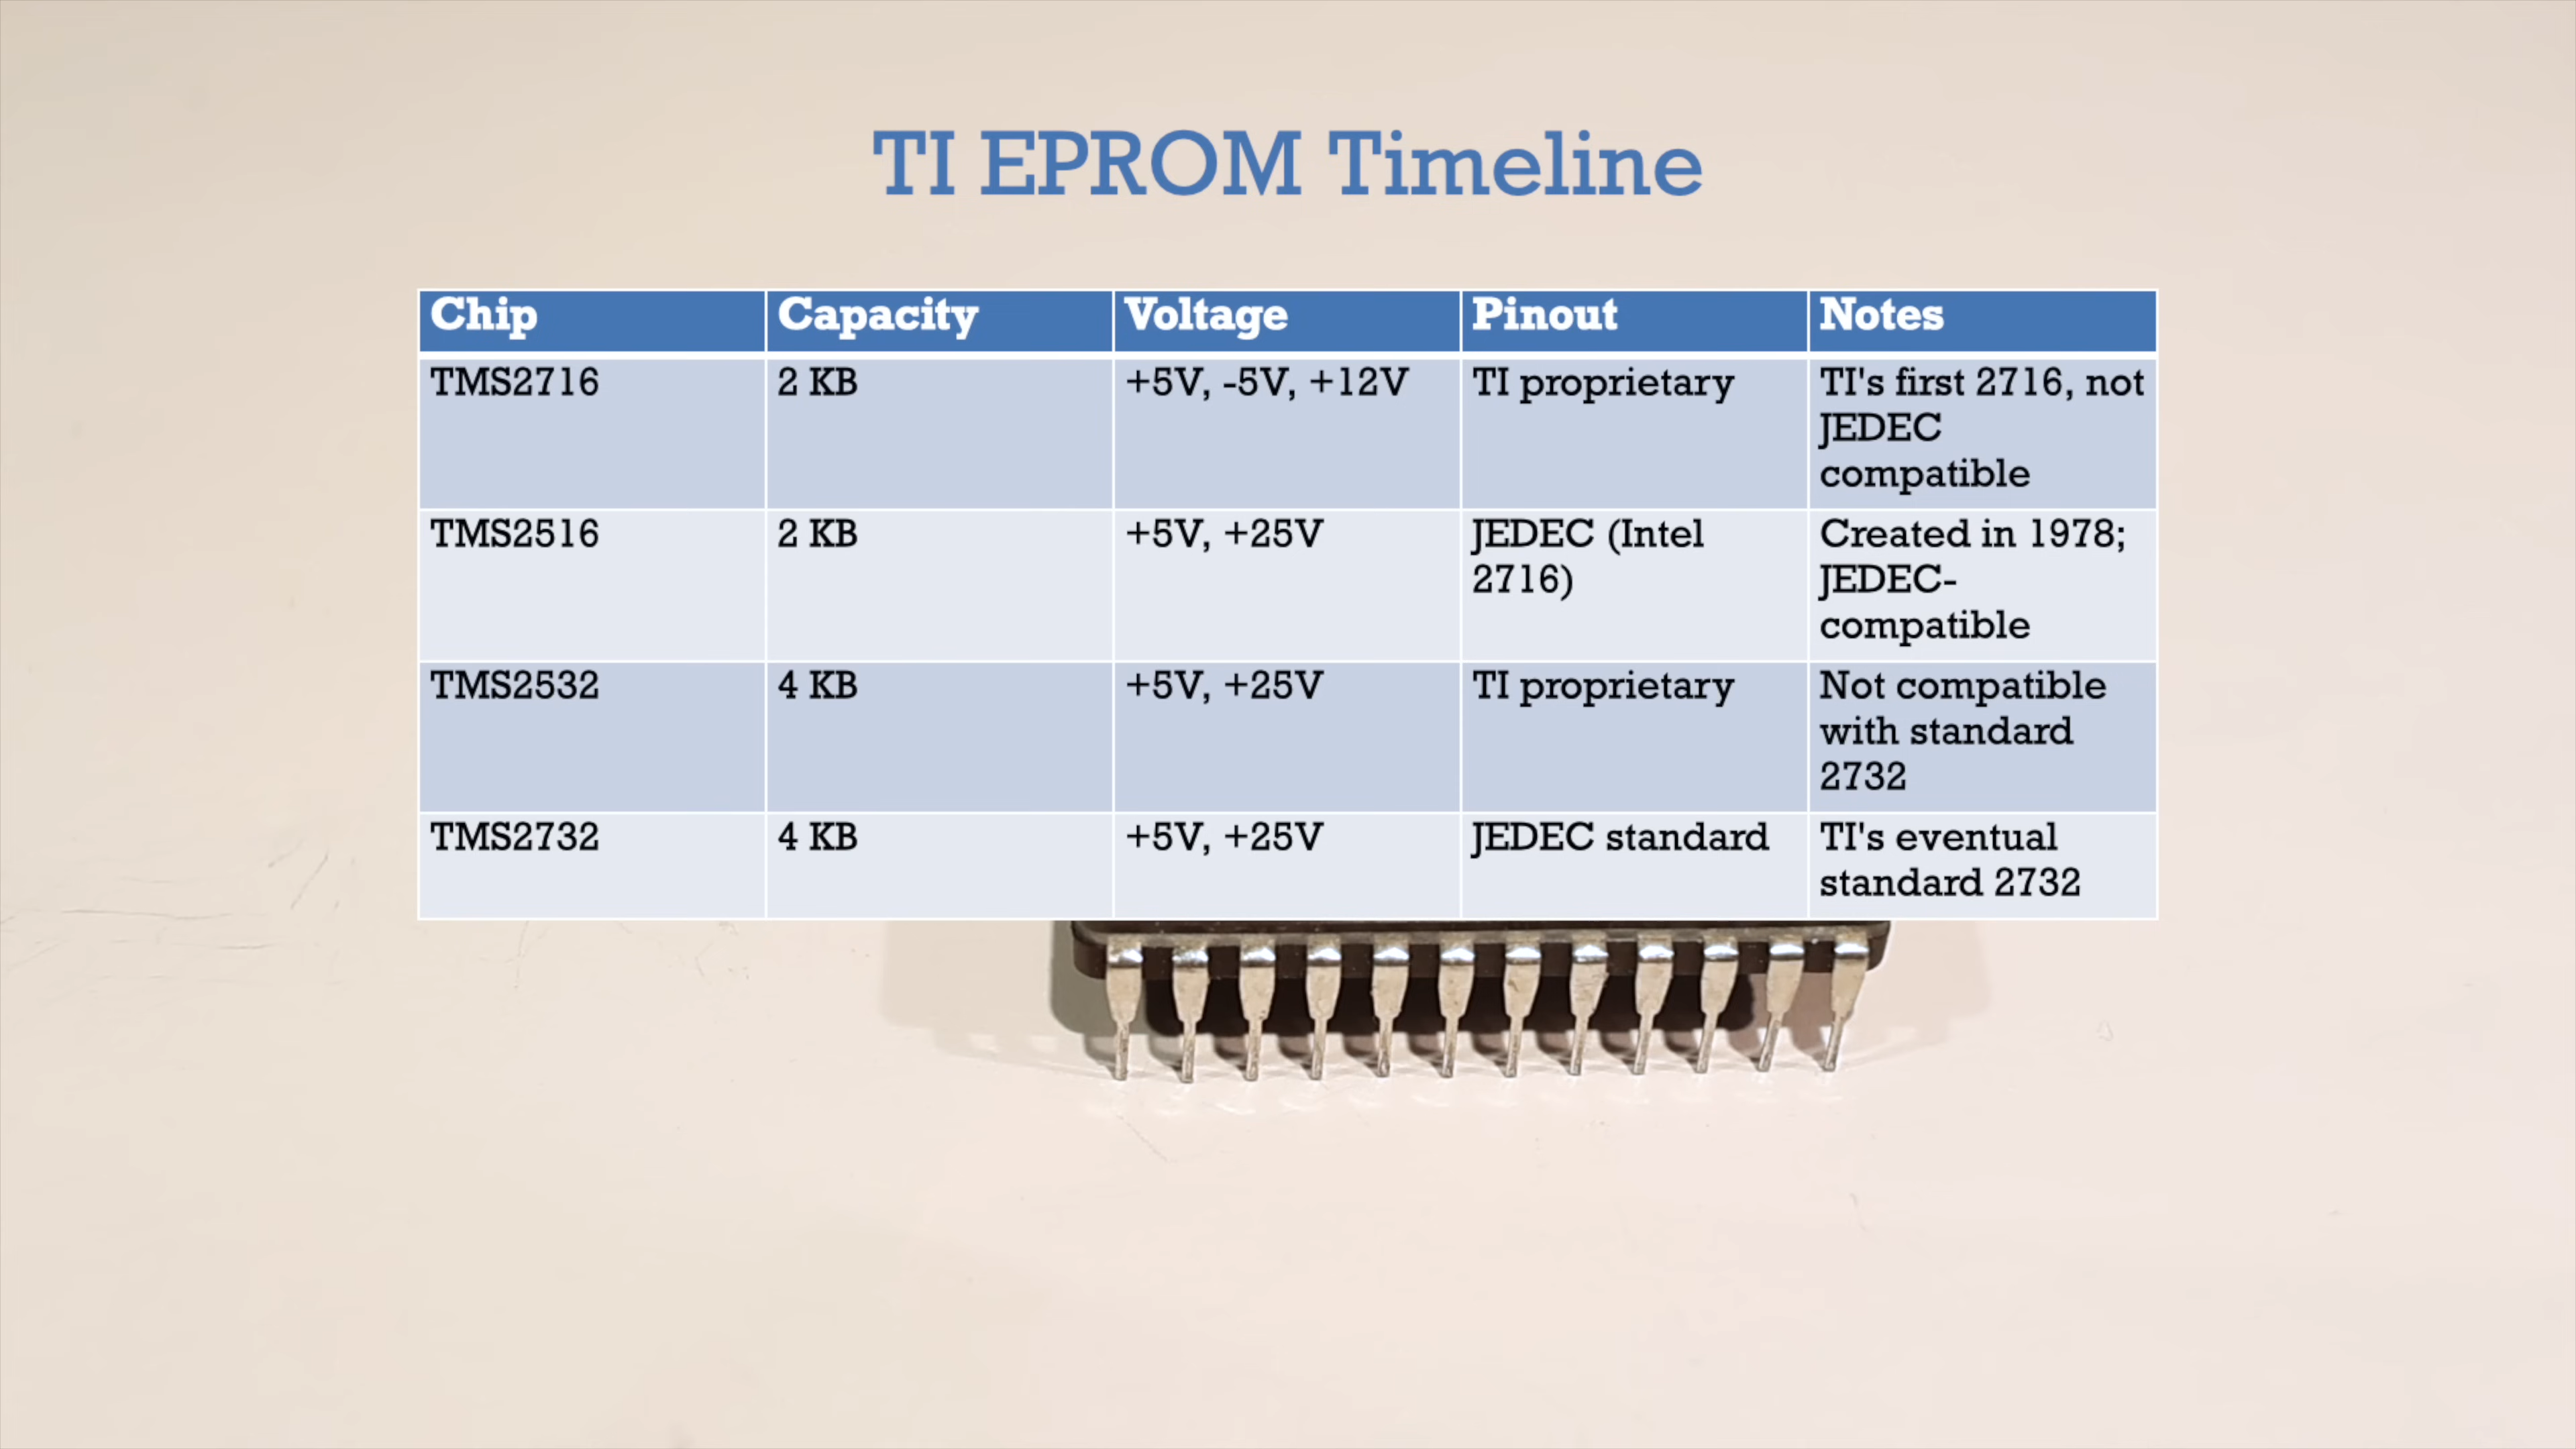 TI EPROM Timeline
Chip Capacity Voltage Pinout Notes
TMS2716 2 KB +5V, -5V, +12V TI proprietary TI's first 2716, not
JEDEC
compatible
TMS2516 2 KB +5V, +25V JEDEC (Intel Created in 1978;
2716) JEDEC-
compatible
TMS2532 4 KB +5V, +25V TI proprietary Not compatible
with standard
2732
TMS2732 4 KB +5V, +25V JEDEC standard TI's eventual
standard 2732